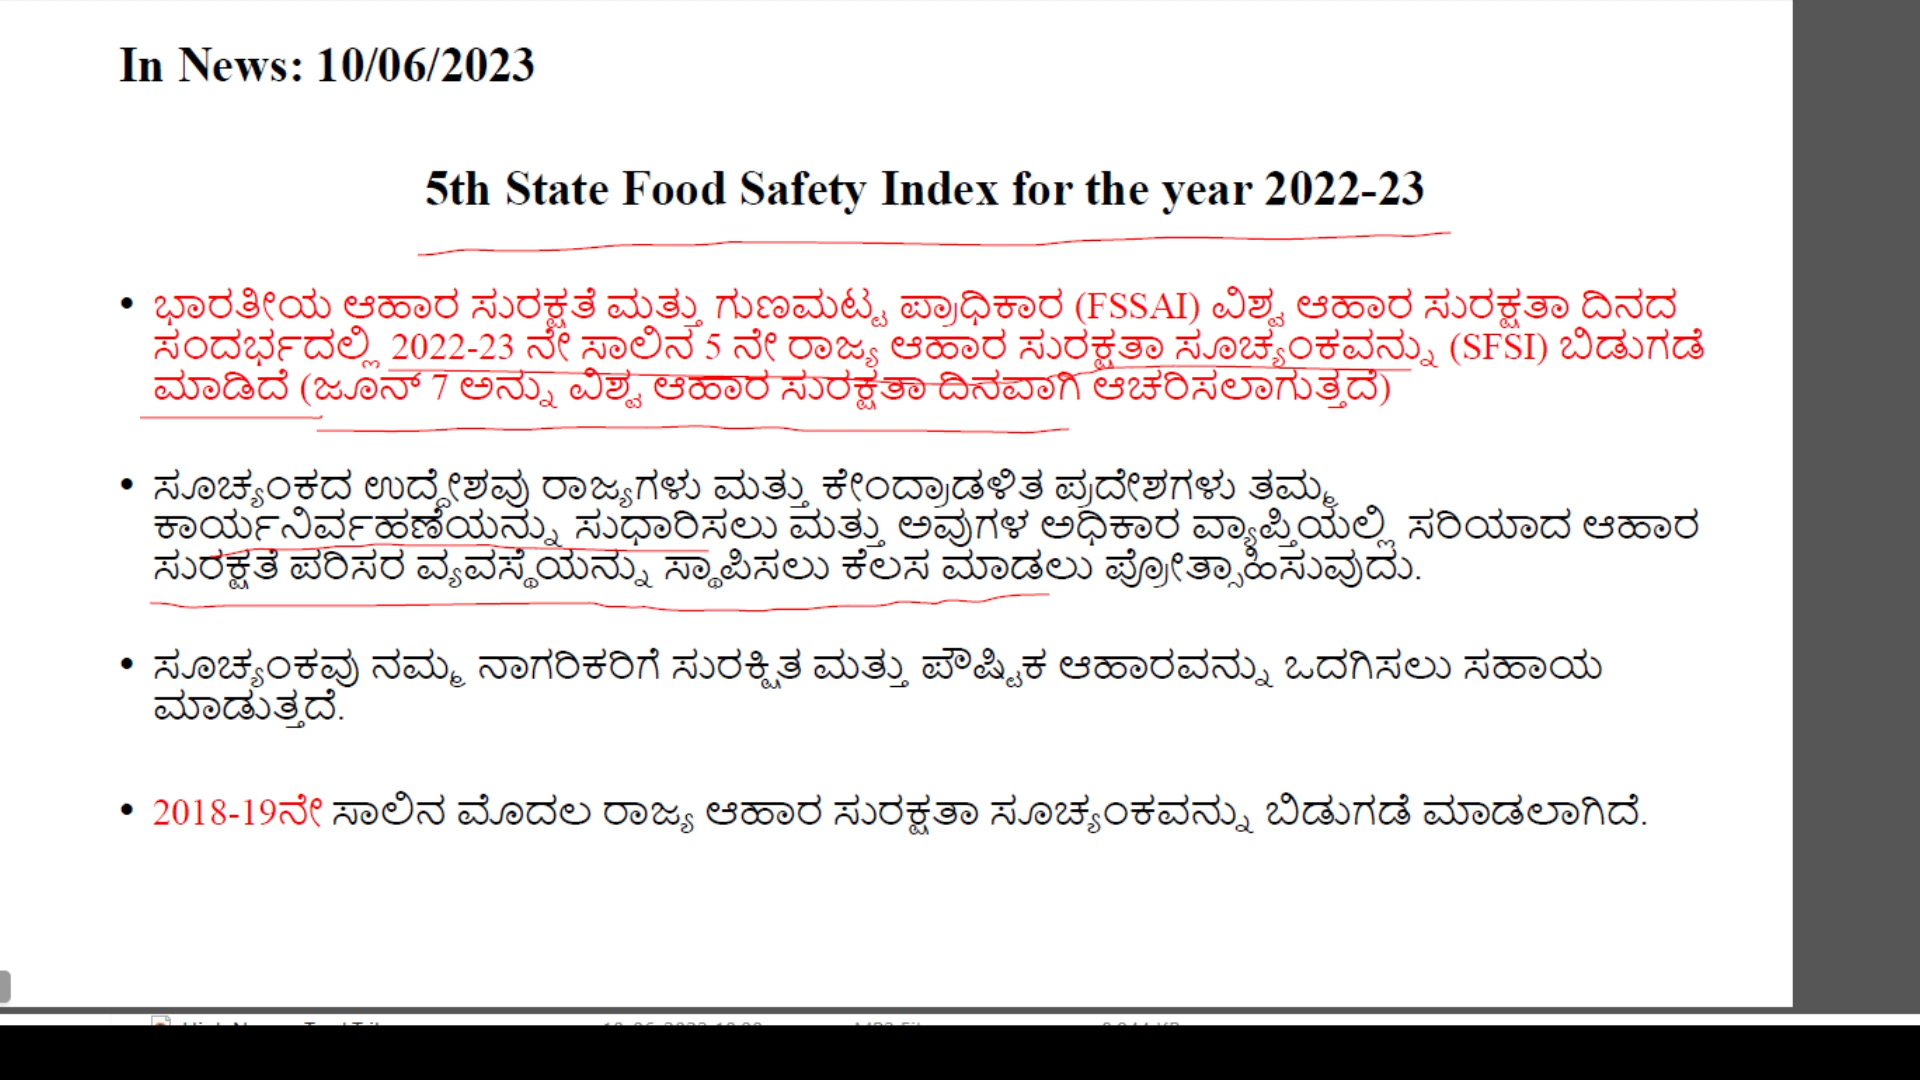 In News: 10/06/2023
5th State Food Safety Index for the year 2022-23
• ಭಾರತೀಯ ಆಹಾರ ಸುರಕ್ಷತೆ ಮತ್ತು ಗುಣಮಟ್ಟ ಪ್ರಾಧಿಕಾರ (FSSAI) ವಿಶ್ವ ಆಹಾರ ಸುರಕ್ಷತಾ ದಿನದ
ಸಂದರ್ಭದಲ್ಲಿ 2022-23 ನೇ ಸಾಲಿನ 5 ನೇ ರಾಜ್ಯ ಆಹಾರ ಸುರಕ್ಷತಾ ಸೂಚ್ಯಂಕವನ್ನು (SFSI) ಬಿಡುಗಡೆ
ಮಾಡಿದೆ (ಜೂನ್ 7 ಅನ್ನು ವಿಶ್ವ ಆಹಾರ ಸುರಕ್ಷತಾ ದಿನವಾಗಿ ಆಚರಿಸಲಾಗುತ್ತದೆ)
• ಸೂಚ್ಯಂಕದ ಉದ್ದೇಶವು ರಾಜ್ಯಗಳು ಮತ್ತು ಕೇಂದ್ರಾಡಳಿತ ಪ್ರದೇಶಗಳು ತಮ್ಮ
ಕಾರ್ಯನಿರ್ವಹಣೆಯನ್ನು ಸುಧಾರಿಸಲು ಮತ್ತು ಅವುಗಳ ಅಧಿಕಾರ ವ್ಯಾಪ್ತಿಯಲ್ಲಿ ಸರಿಯಾದ ಆಹಾರ
ಸುರಕ್ಷತೆ ಪರಿಸರ ವ್ಯವಸ್ಥೆಯನ್ನು ಸ್ಥಾಪಿಸಲು ಕೆಲಸ ಮಾಡಲು ಪ್ರೋತ್ಸಾಹಿಸುವುದು.
• ಸೂಚ್ಯಂಕವು ನಮ್ಮ ನಾಗರಿಕರಿಗೆ ಸುರಕ್ಷಿತ ಮತ್ತು ಪೌಷ್ಟಿಕ ಆಹಾರವನ್ನು ಒದಗಿಸಲು ಸಹಾಯ
ಮಾಡುತ್ತದೆ.
• 2018-19ನೇ ಸಾಲಿನ ಮೊದಲ ರಾಜ್ಯ ಆಹಾರ ಸುರಕ್ಷತಾ ಸೂಚ್ಯಂಕವನ್ನು ಬಿಡುಗಡೆ ಮಾಡಲಾಗಿದೆ.